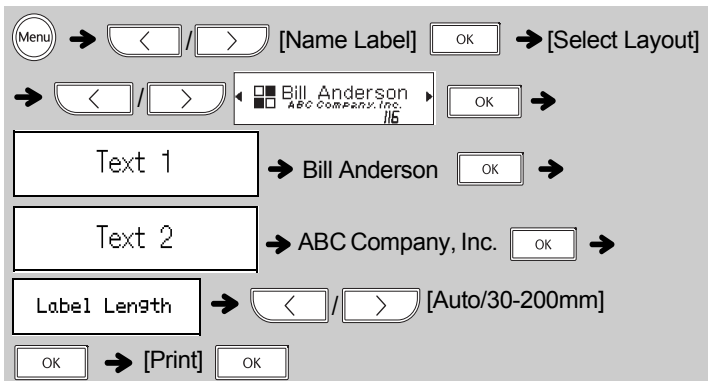 Menu / [Name Label] OK [Select Layout]
/ Bill Anderson OK
ABC Company, Inc.
116
Text 1 Bill Anderson OK
Text 2 ABC Company, Inc. OK
Label Length / [Auto/30-200mm]
OK [Print] OK